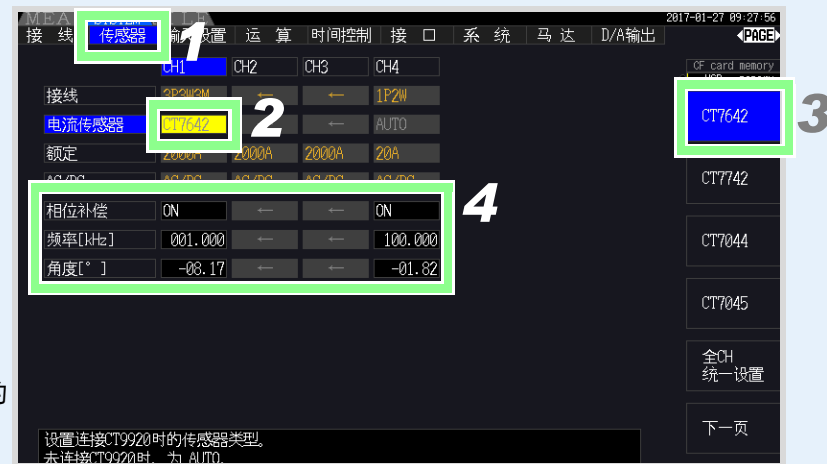 2017-01-27 09:27:56
接 线 传感器 设置 运 算 时间控制 接 口 系 统 马 达 D/A输出
PAGE
CH1 CH2 CH3 CH4
CF card memory
接线 3P3W3M ← ← 1P2W
电流传感器 CT7642 ← AUTO
CT7642
额定 2000A 2000A 2000A 20A
CT7742
相位补偿 ON ← ← ON
频率[kHz] 001.000 ← ← 100.000
CT7044
角度[° ] -08.17 ← ← -01.82
CT7045
全CH
统一设置
下一页
设置连接CT9920时的传感器类型。
未连接CT9920时, 为 AUTO.
1
2
3
4